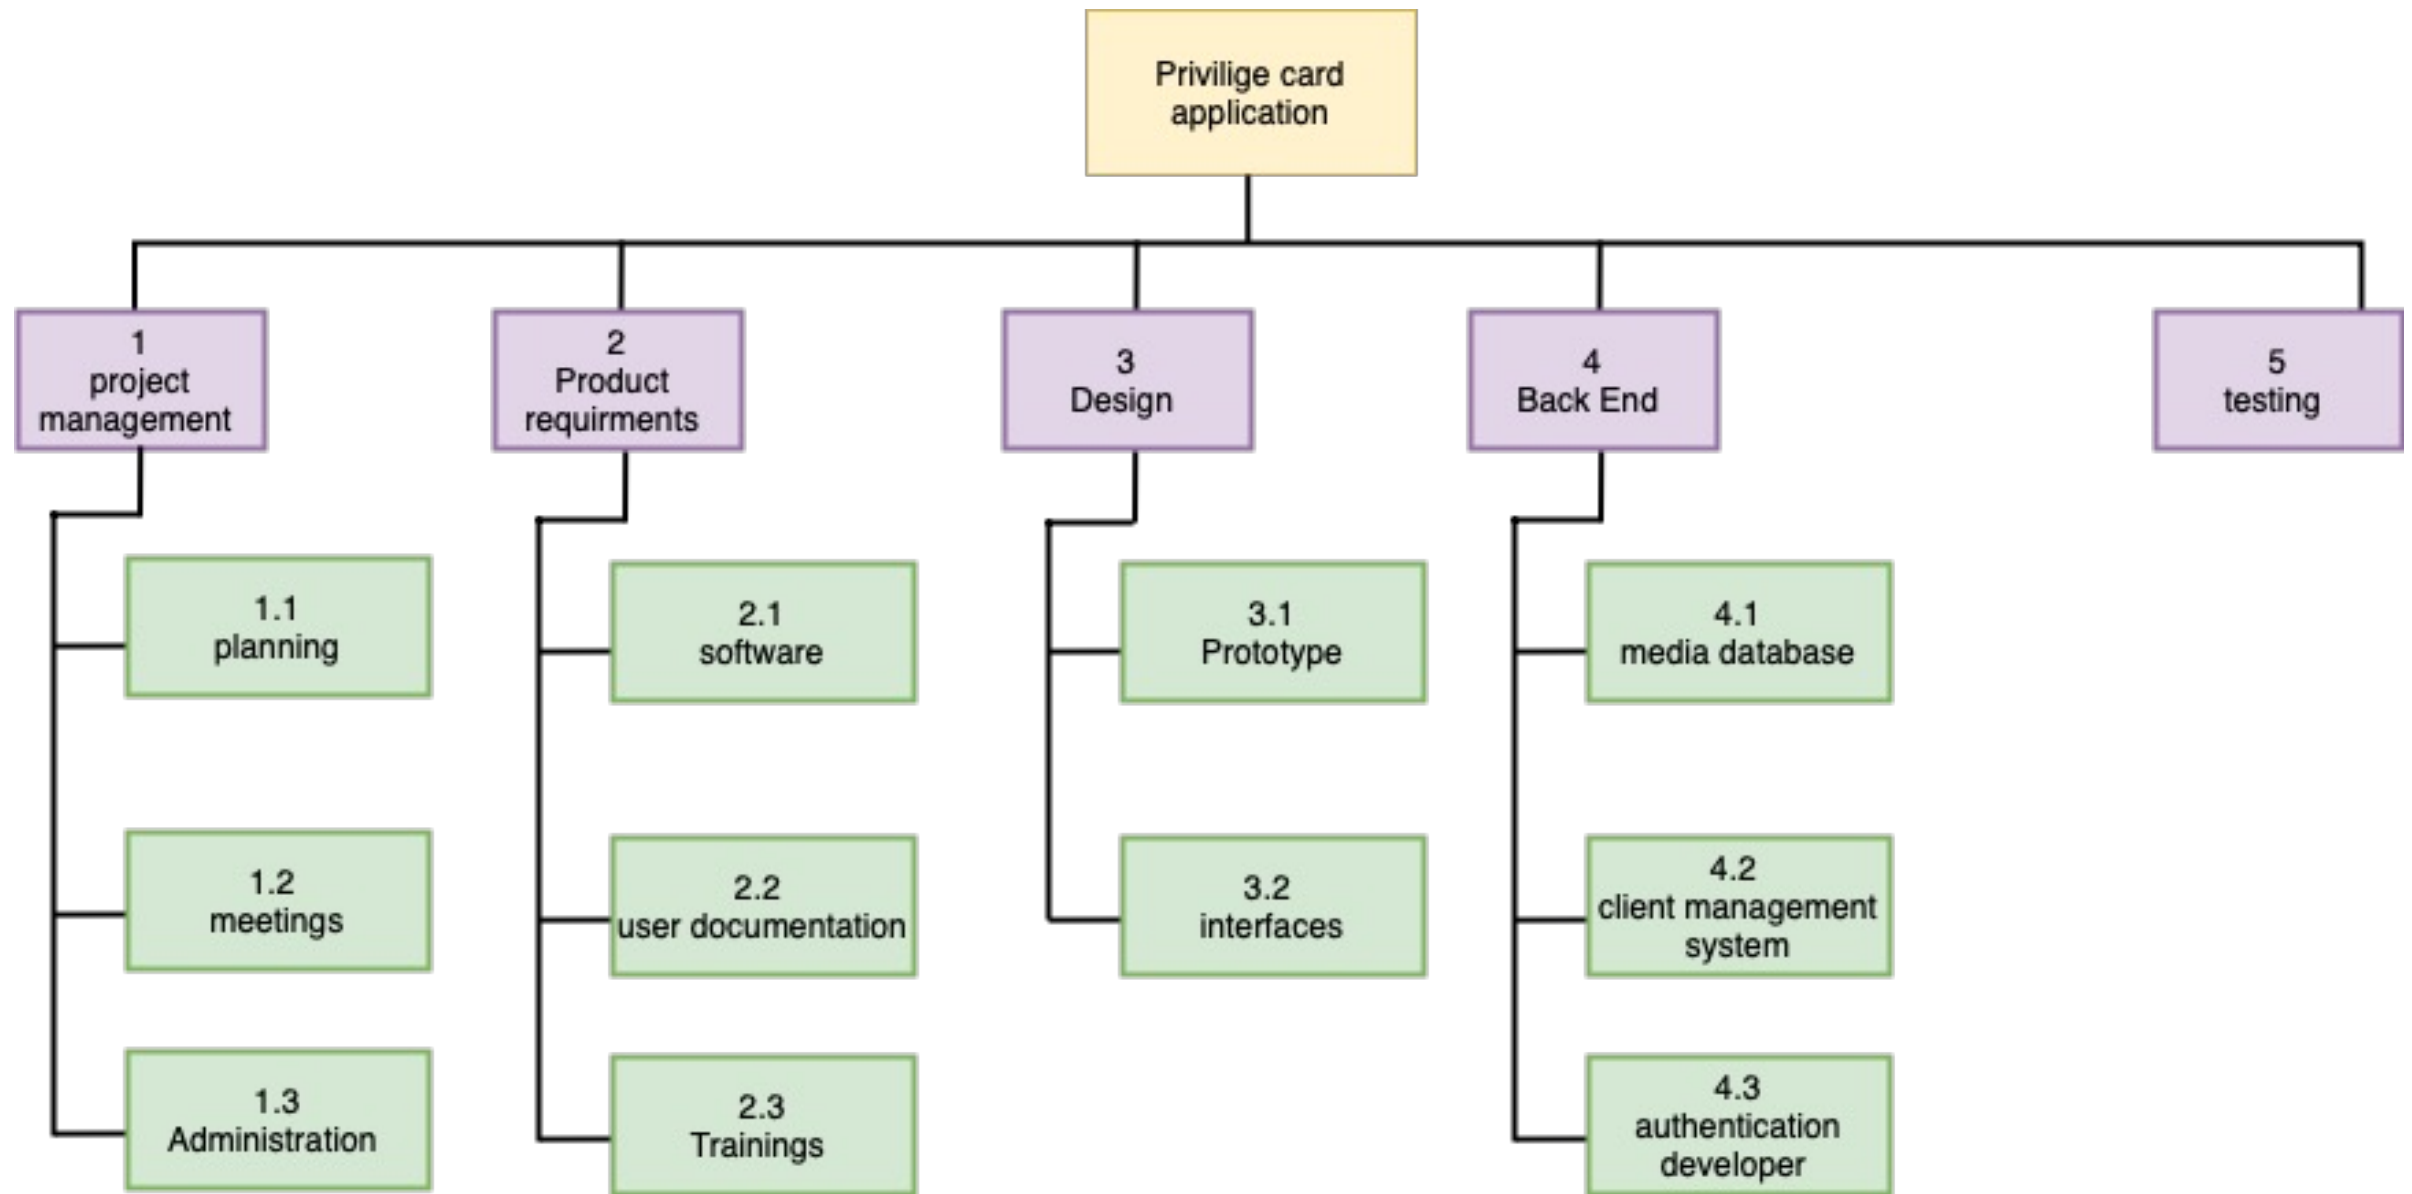 Privilige card
application
1
project
management
2
Product
requirments
3
Design
4
Back End
5
testing
1.1
planning
2.1
software
3.1
Prototype
4.1
media database
1.2
meetings
2.2
user documentation
3.2
interfaces
4.2
client management
system
1.3
Administration
2.3
Trainings
4.3
authentication
developer